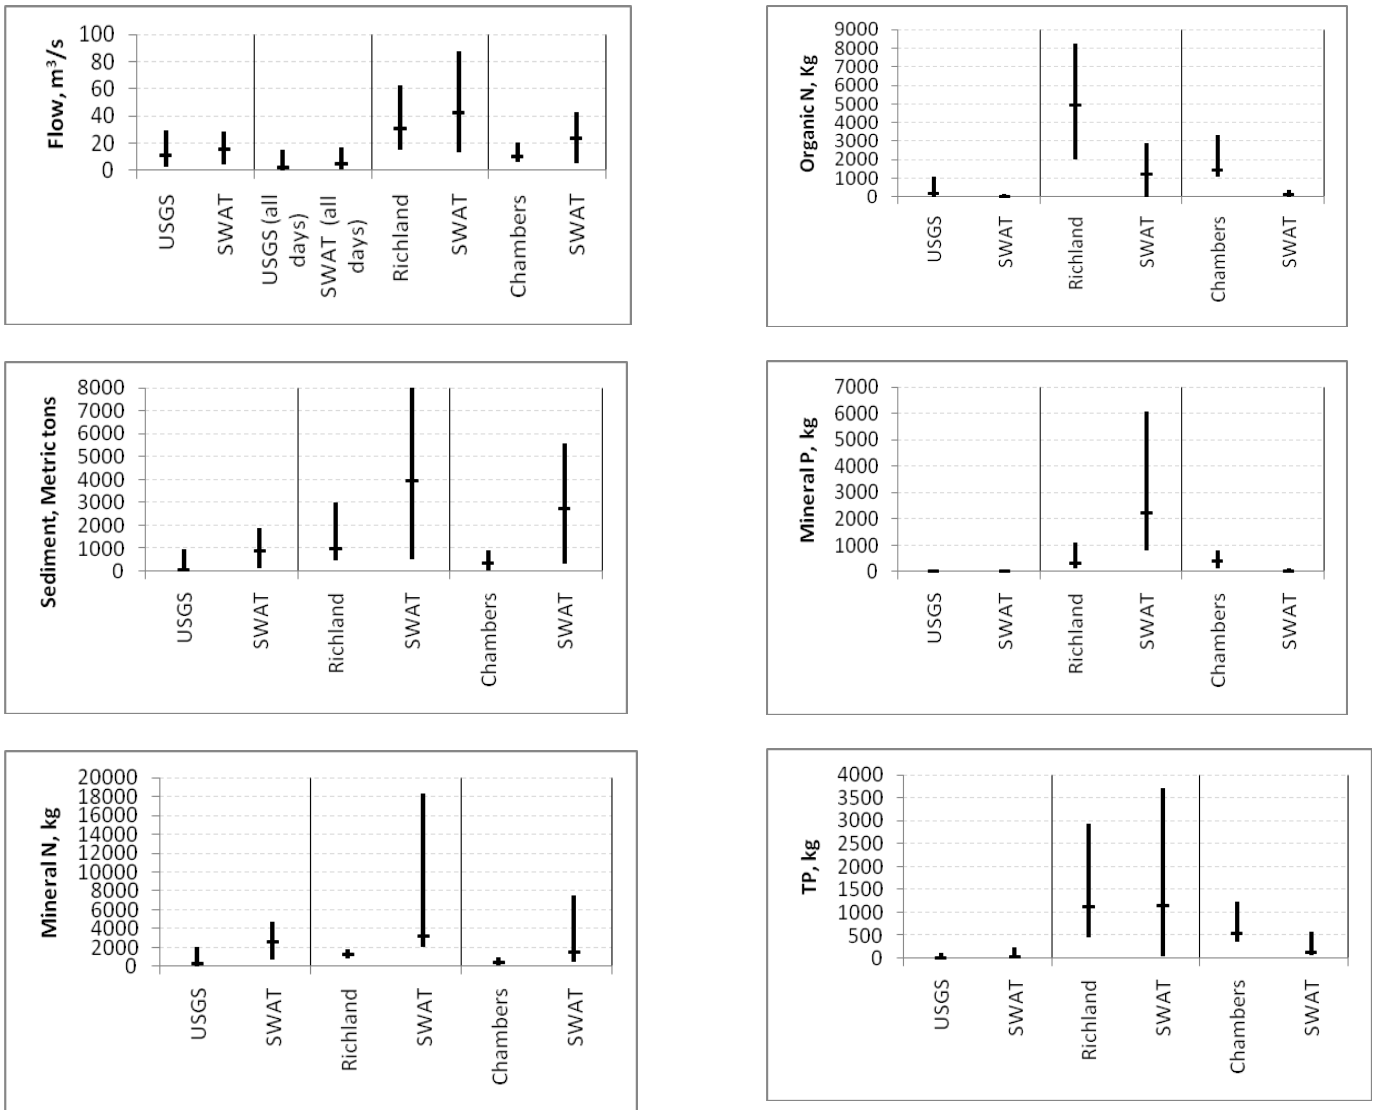 Flow, m³/s
100
80
60
40
20
0
USGS
SWAT
USGS (all
days)
SWAT (all
days)
Richland
SWAT
Chambers
SWAT
Organic N, Kg
9000
8000
7000
6000
5000
4000
3000
2000
1000
0
USGS
SWAT
Richland
SWAT
Chambers
SWAT
Sediment, Metric tons
8000
7000
6000
5000
4000
3000
2000
1000
0
USGS
SWAT
Richland
SWAT
Chambers
SWAT
Mineral P, kg
7000
6000
5000
4000
3000
2000
1000
0
USGS
SWAT
Richland
SWAT
Chambers
SWAT
Mineral N, kg
20000
18000
16000
14000
12000
10000
8000
6000
4000
2000
0
USGS
SWAT
Richland
SWAT
Chambers
SWAT
TP, kg
4000
3500
3000
2500
2000
1500
1000
500
0
USGS
SWAT
Richland
SWAT
Chambers
SWAT